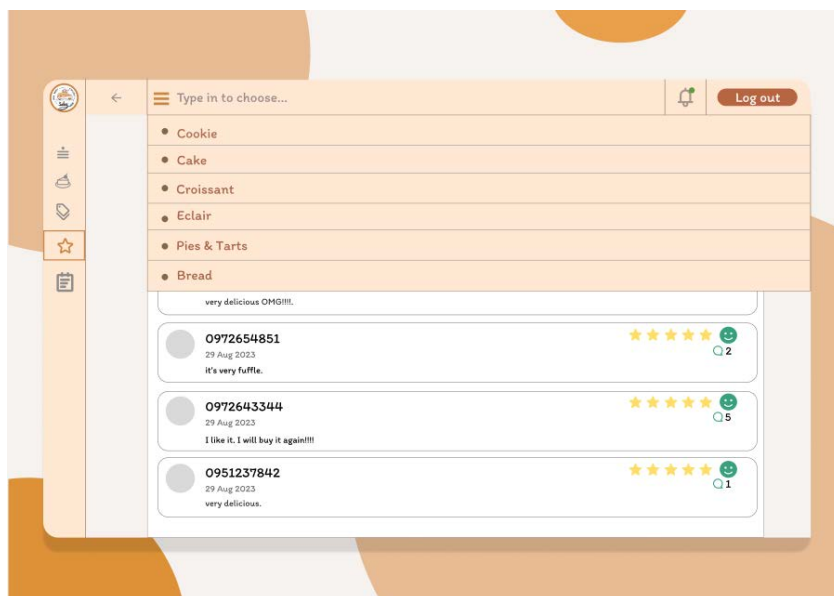 Type in to choose...
Log out
Cookie
Cake
Croissant
Eclair
Pies & Tarts
Bread
very delicious OMG!!!!.
0972654851
29 Aug 2023
2
it's very fuffle.
0972643344
29 Aug 2023
5
I like it. I will buy it again!!!!
0951237842
29 Aug 2023
1
very delicious.